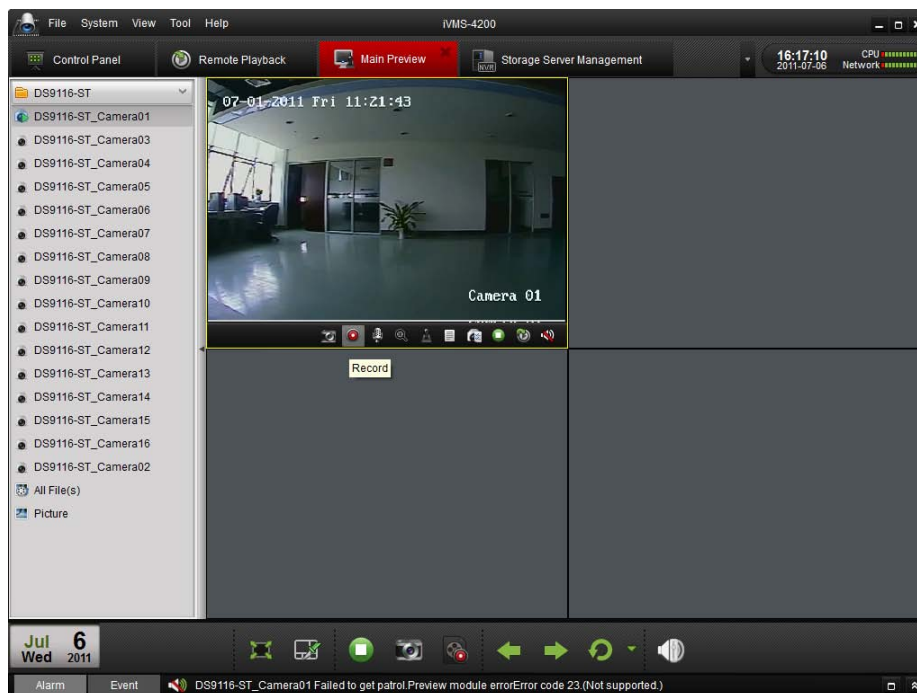 File System View Tool Help iVMS-4200
Control Panel Remote Playback Main Preview NVR Storage Server Management 16:17:10 CPU
2011-07-06 Network
DS9116-ST
07-01-2011 Fri 11:21:43
DS9116-ST_Camera01
DS9116-ST_Camera03
DS9116-ST_Camera04
DS9116-ST_Camera05
DS9116-ST_Camera06
DS9116-ST_Camera07
DS9116-ST_Camera08
DS9116-ST_Camera09
DS9116-ST_Camera10
DS9116-ST_Camera11
DS9116-ST_Camera12
DS9116-ST_Camera13
DS9116-ST_Camera14
DS9116-ST_Camera15
DS9116-ST_Camera16
DS9116-ST_Camera02
All File(s)
Picture
Camera 01
Record
Jul 6
Wed 2011
Alarm Event DS9116-ST_Camera01 Failed to get patrol.Preview module errorError code 23.(Not supported.)